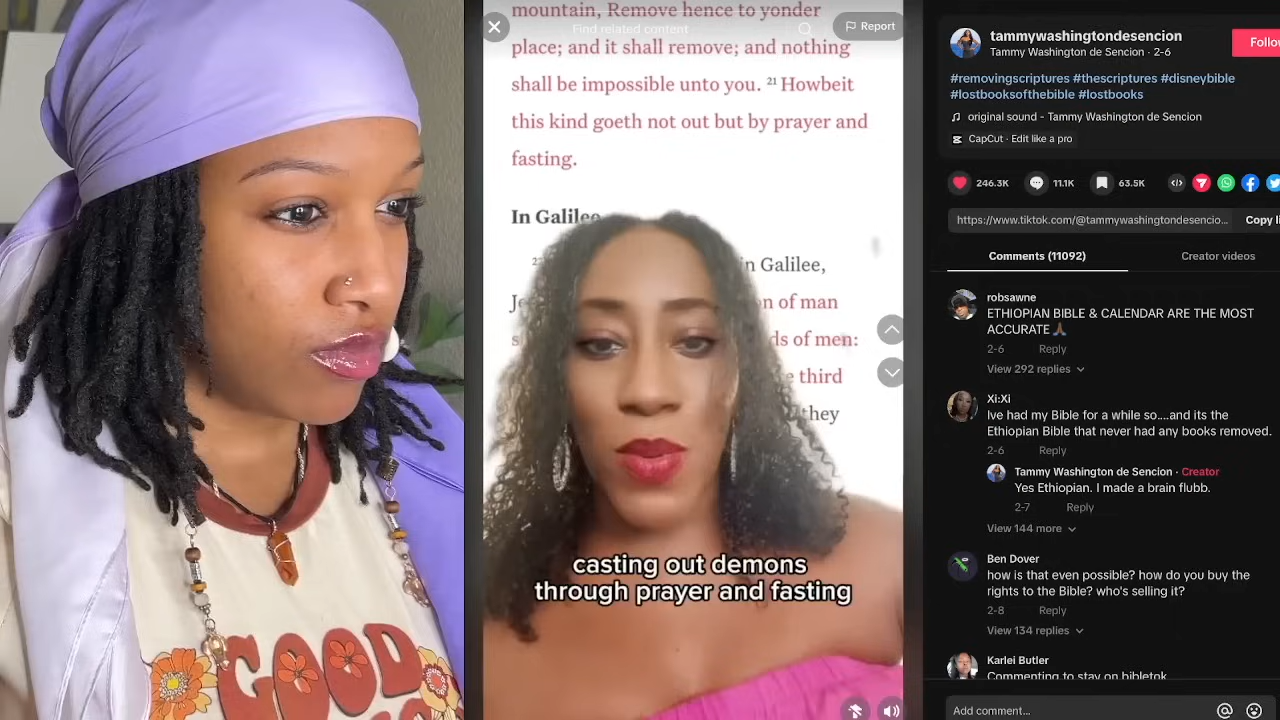 GOOD
mountain, Remove hence to yonder
Find related content
Report
place; and it shall remove; and nothing
shall be impossible unto you. 21 Howbeit
this kind goeth not out but by prayer and
fasting.
In Galilee
in Galilee,
of man
of men:
third
they
casting out demons
through prayer and fasting
tammywashingtondesencion
Tammy Washington de Sencion · 2-6
#removingscriptures #thescriptures #disneybible
#lostbooksofthebible #lostbooks
original sound - Tammy Washington de Sencion
CapCut · Edit like a pro
246.3K
11.1K
63.5K
https://www.tiktok.com/@tammywashingtondesencio...
Comments (11092)
Creator videos
robsawne
ETHIOPIAN BIBLE & CALENDAR ARE THE MOST
ACCURATE 🙏🏾
2-6 Reply
View 292 replies
Xi:Xi
Ive had my Bible for a while so....and its the
Ethiopian Bible that never had any books removed.
2-6 Reply
Tammy Washington de Sencion · Creator
Yes Ethiopian. I made a brain flubb.
2-7 Reply
View 144 more
Ben Dover
how is that even possible? how do you buy the
rights to the Bible? who's selling it?
2-8 Reply
View 134 replies
Karlei Butler
Commenting to stay on bibletok
Add comment...